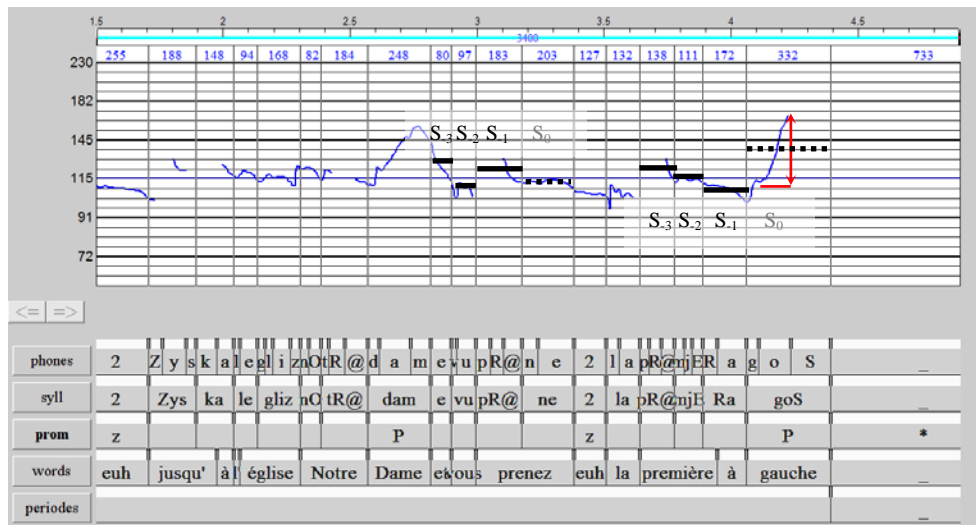 1.5 2 2.5 3 3.5 4 4.5
3400
255 188 148 94 168 82 184 248 80 97 183 203 127 132 138 111 172 332 733
230
182
145
115
91
72
S-3 S-2 S-1 S0
S-3 S-2 S-1 S0
<= =>
phones 2 Z y s k a l e g l i z n O t R @ d a m e v u p R @ n e 2 l a p R @ m j E R a g o S _
syll 2 Zys ka le gliz nO tR@ dam e vu pR@ ne 2 la pR@ mjE Ra goS _
prom z P z P *
words euh jusqu' à l' église Notre Dame et vous prenez euh la première à gauche _
periodes _